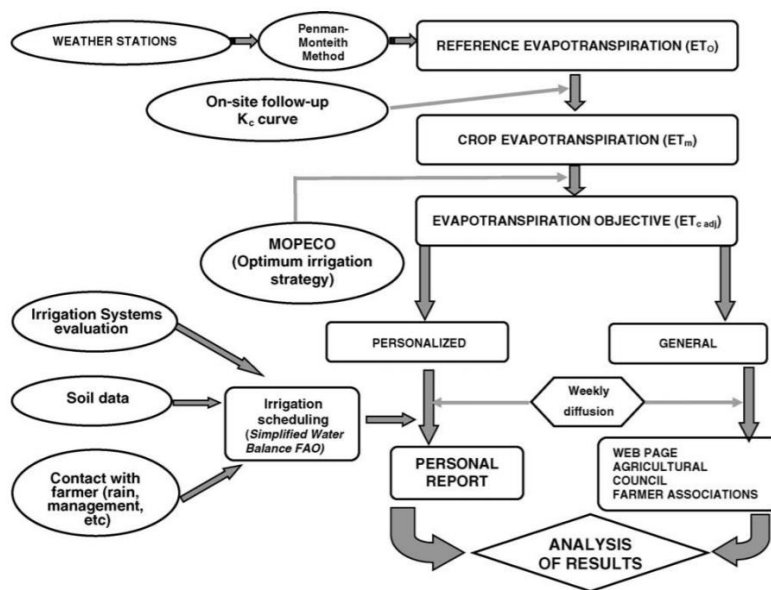 WEATHER STATIONS
Penman-
Monteith
Method
REFERENCE EVAPOTRANSPIRATION (ETO)
On-site follow-up
Kc curve
CROP EVAPOTRANSPIRATION (ETm)
EVAPOTRANSPIRATION OBJECTIVE (ETc adj)
MOPECO
(Optimum irrigation
strategy)
Irrigation Systems
evaluation
PERSONALIZED
GENERAL
Soil data
Irrigation
scheduling
(Simplified Water
Balance FAO)
Weekly
diffusion
Contact with
farmer (rain,
management,
etc)
PERSONAL
REPORT
WEB PAGE
AGRICULTURAL
COUNCIL
FARMER ASSOCIATIONS
ANALYSIS
OF RESULTS